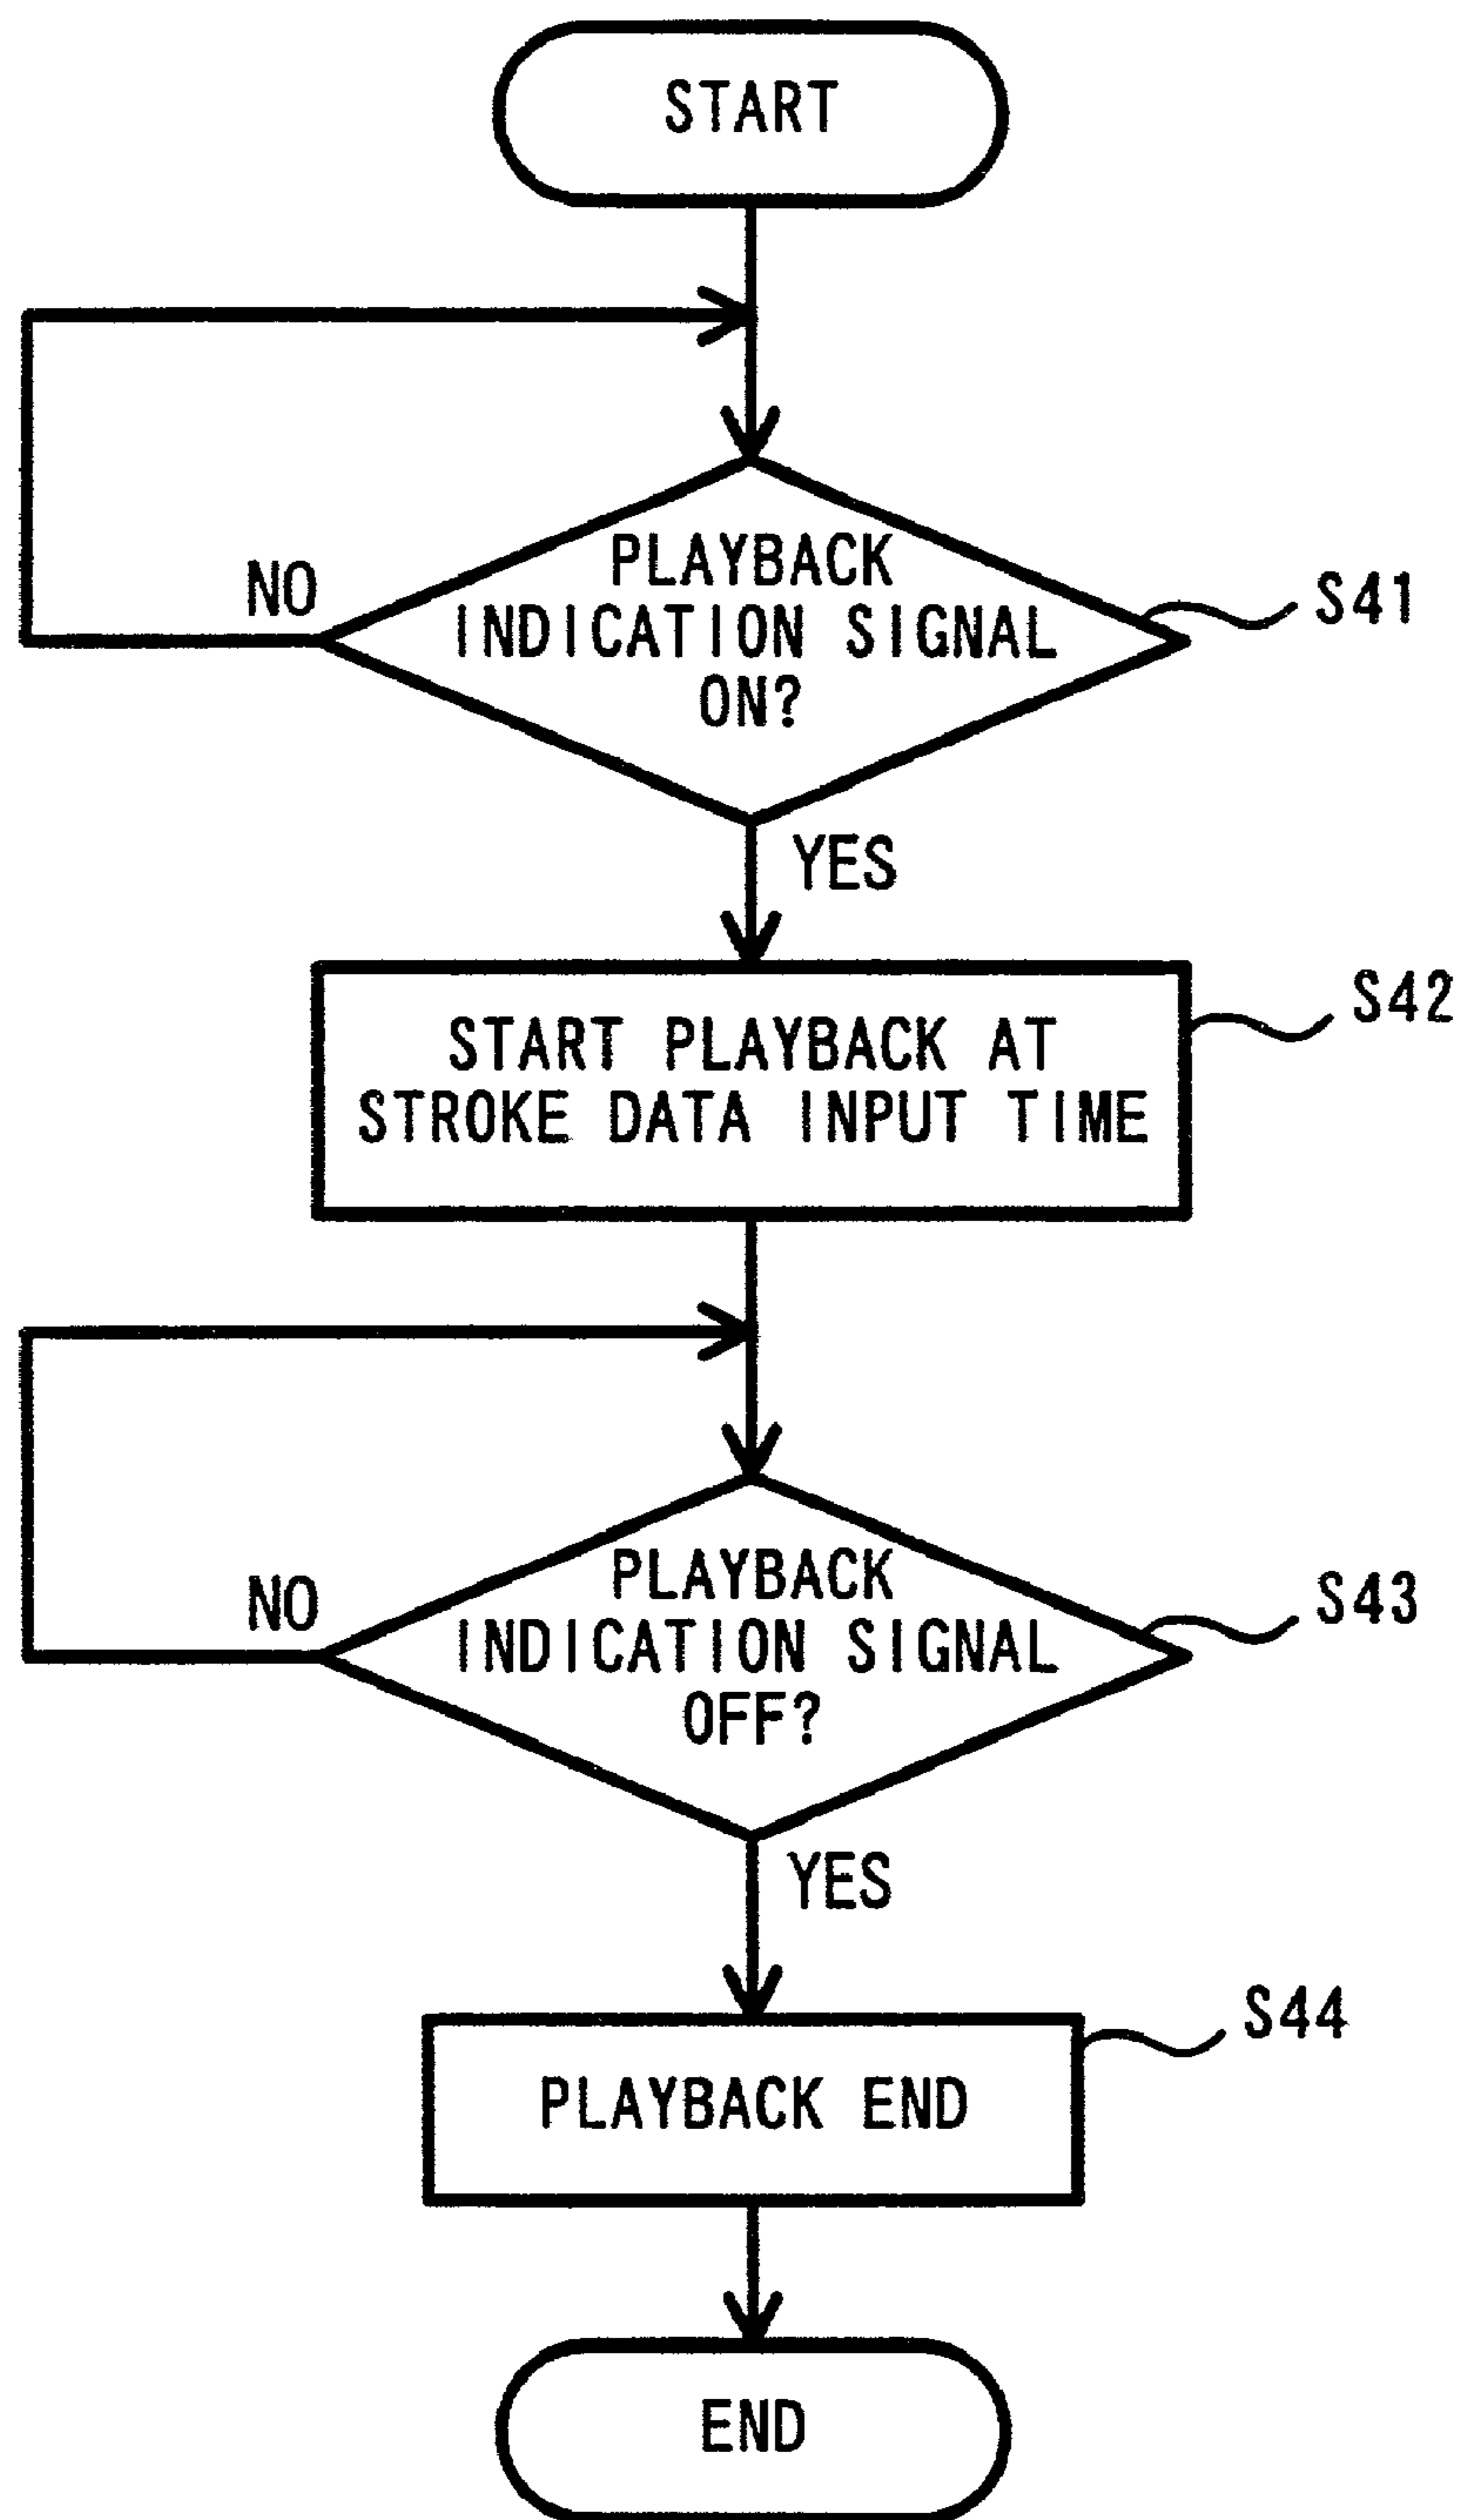 START
NO
PLAYBACK
INDICATION SIGNAL
ON?
S41
YES
START PLAYBACK AT
STROKE DATA INPUT TIME
S42
NO
PLAYBACK
INDICATION SIGNAL
OFF?
S43
YES
PLAYBACK END
S44
END